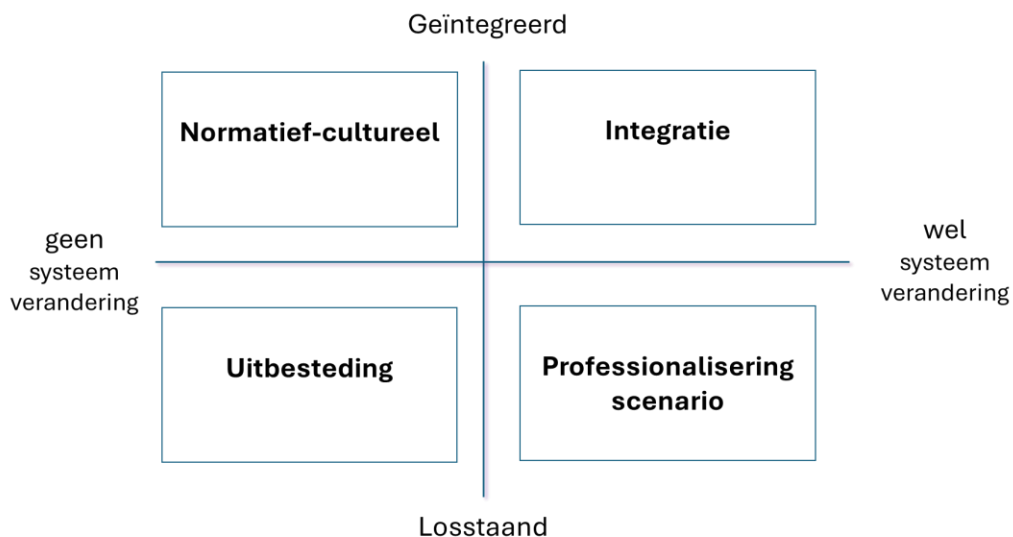 Geïntegreerd
Normatief-cultureel
Integratie
geen
systeem
verandering
wel
systeem
verandering
Uitbesteding
Professionalisering
scenario
Losstaand